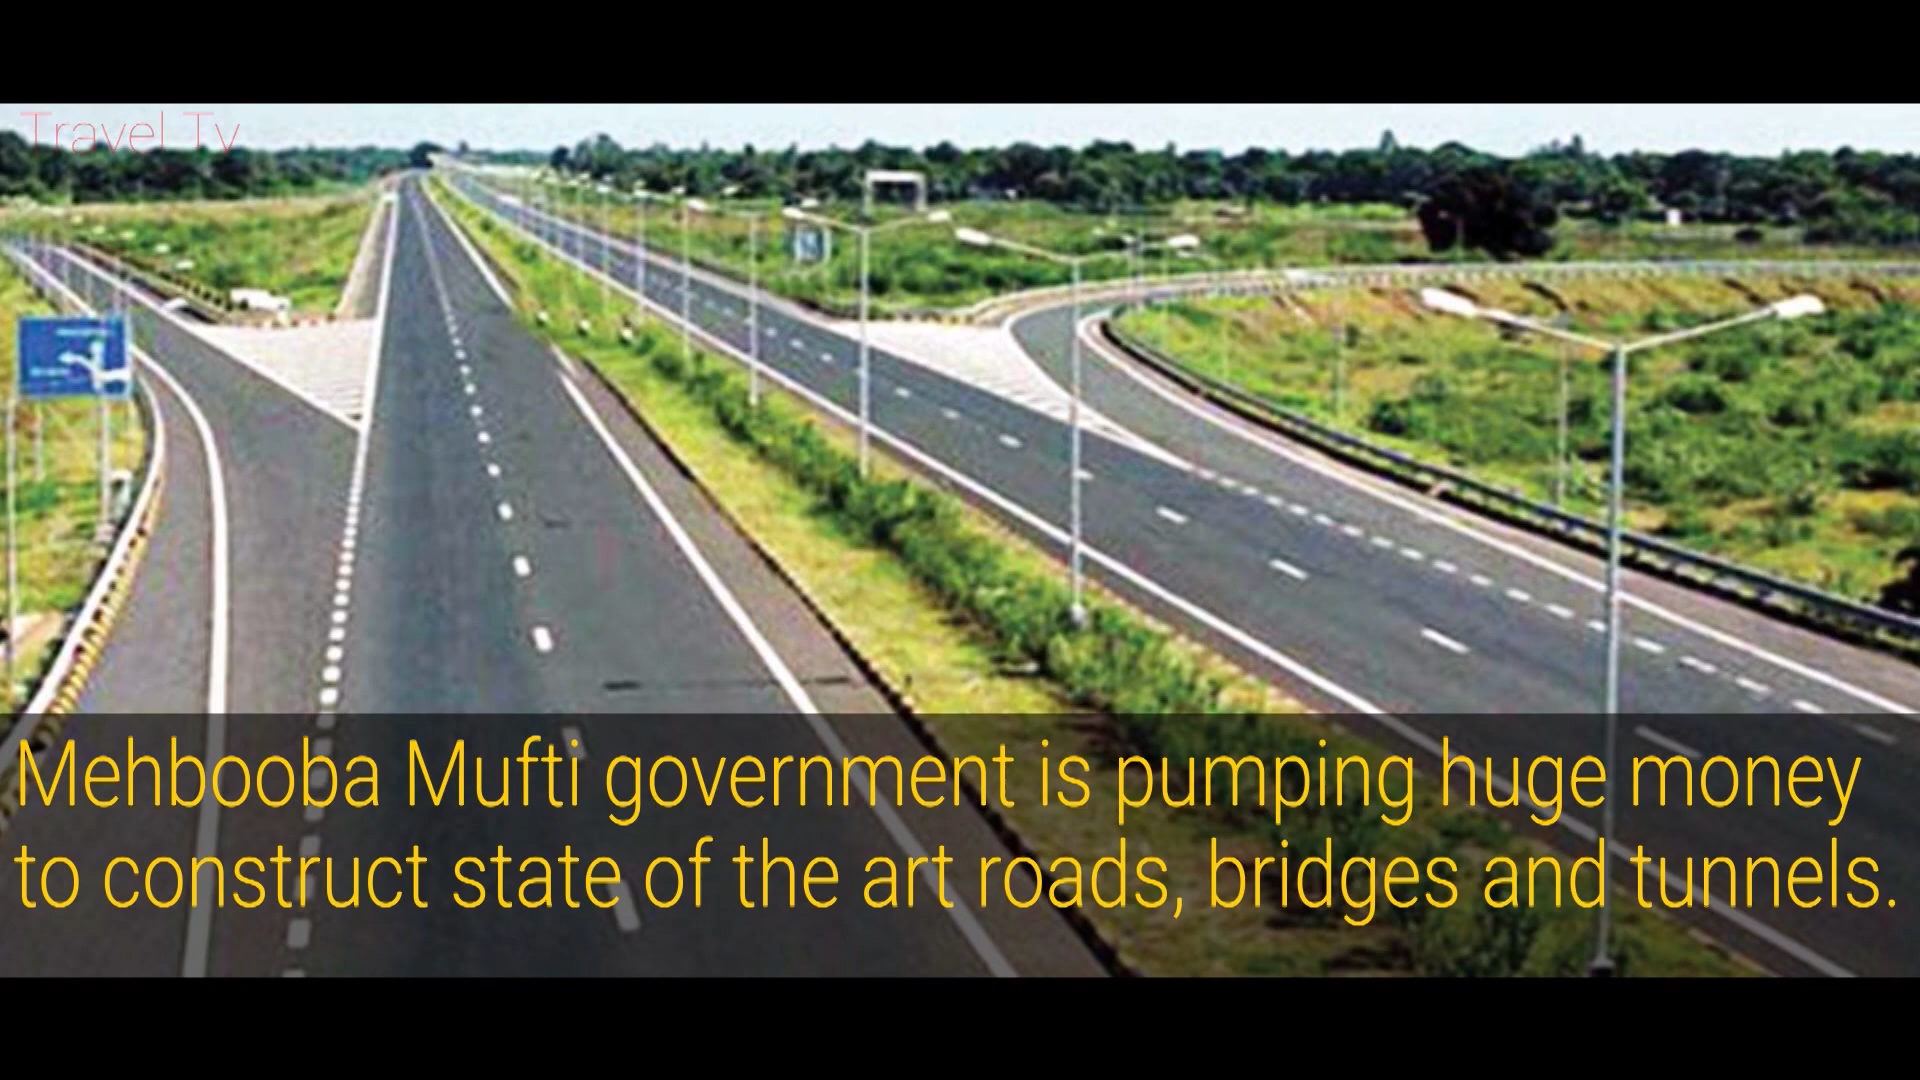 Travel Tv
Mehbooba Mufti government is pumping huge money
to construct state of the art roads, bridges and tunnels.